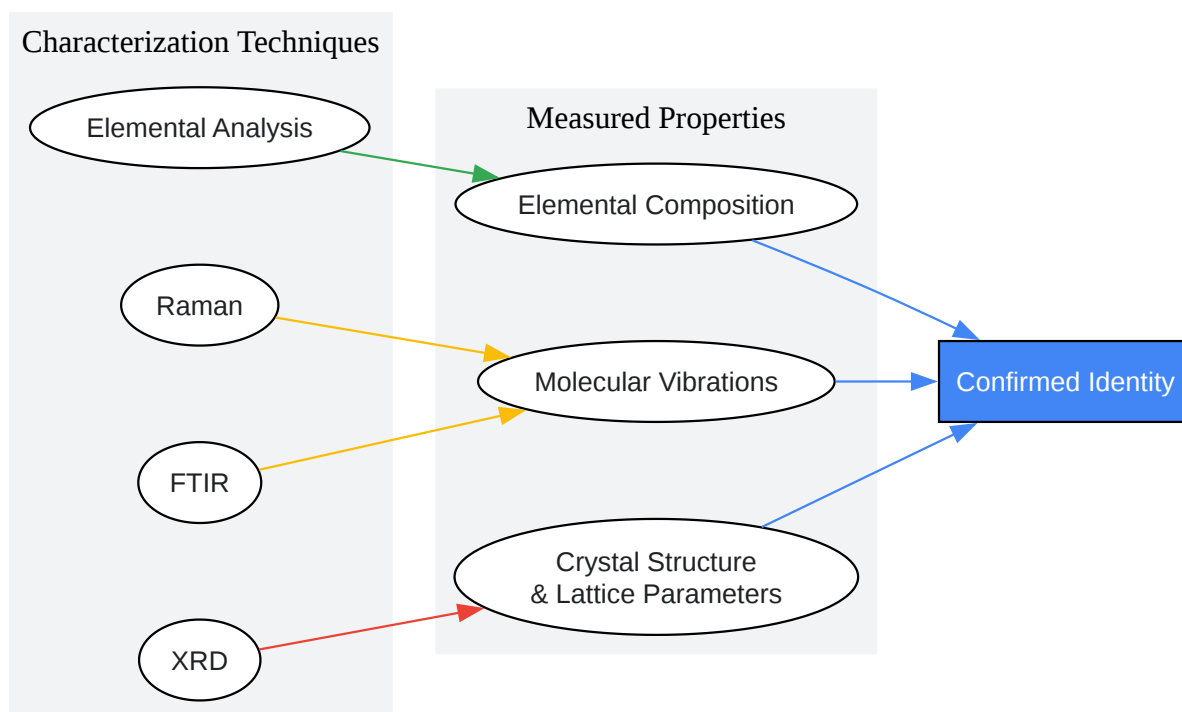 Characterization Techniques
Elemental Analysis
Raman
FTIR
XRD
Measured Properties
Elemental Composition
Molecular Vibrations
Crystal Structure
& Lattice Parameters
Confirmed Identity